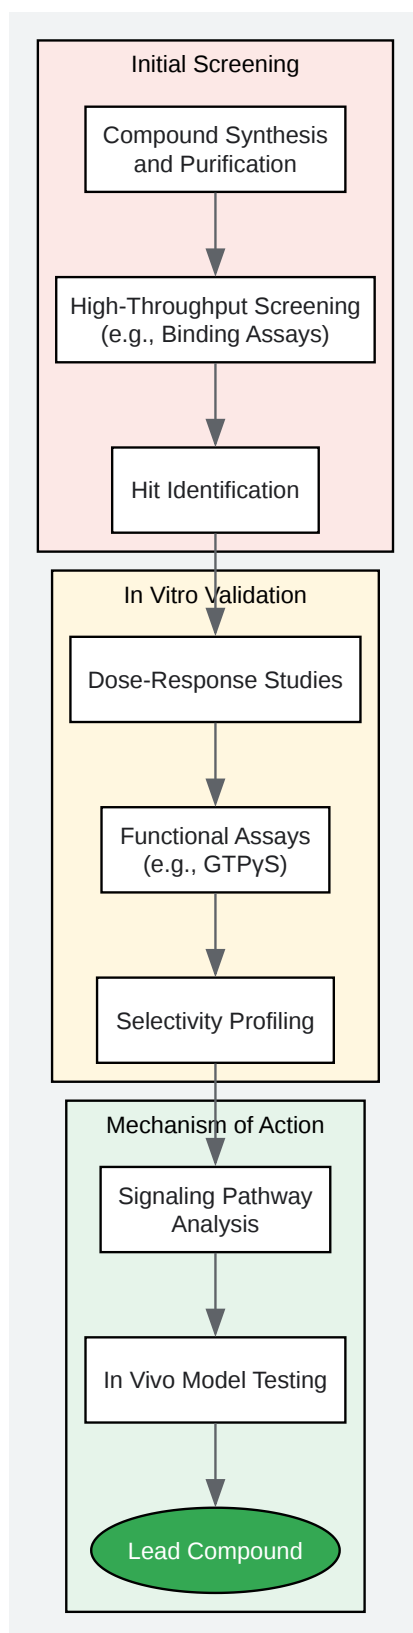 Initial Screening
Compound Synthesis
and Purification
High-Throughput Screening
(e.g., Binding Assays)
Hit Identification
In Vitro Validation
Dose-Response Studies
Functional Assays
(e.g., GTPγS)
Selectivity Profiling
Mechanism of Action
Signaling Pathway
Analysis
In Vivo Model Testing
Lead Compound